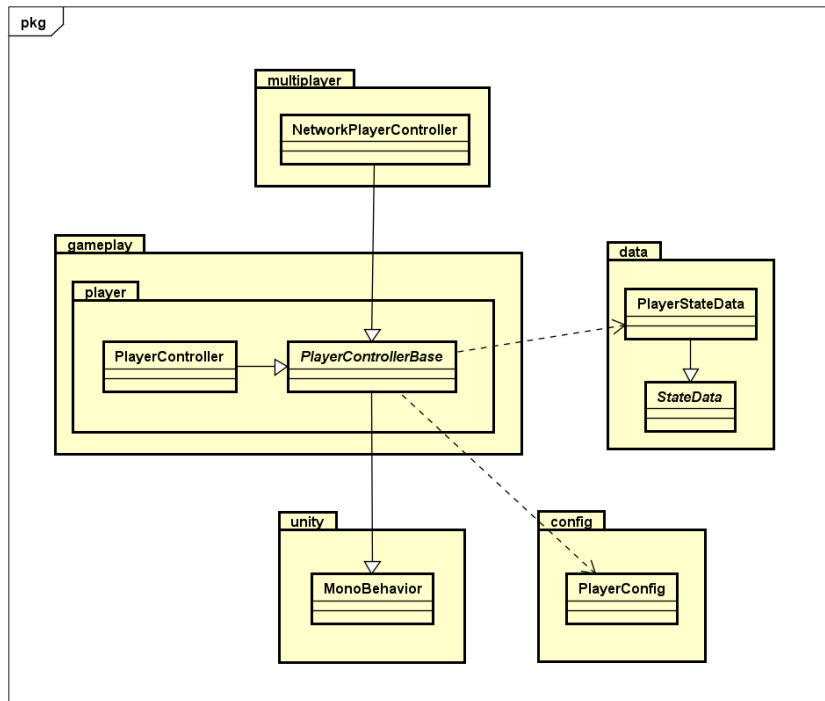 pkg
multiplayer
NetworkPlayerController
gameplay
player
PlayerController
PlayerControllerBase
data
PlayerStateData
StateData
unity
MonoBehavior
config
PlayerConfig